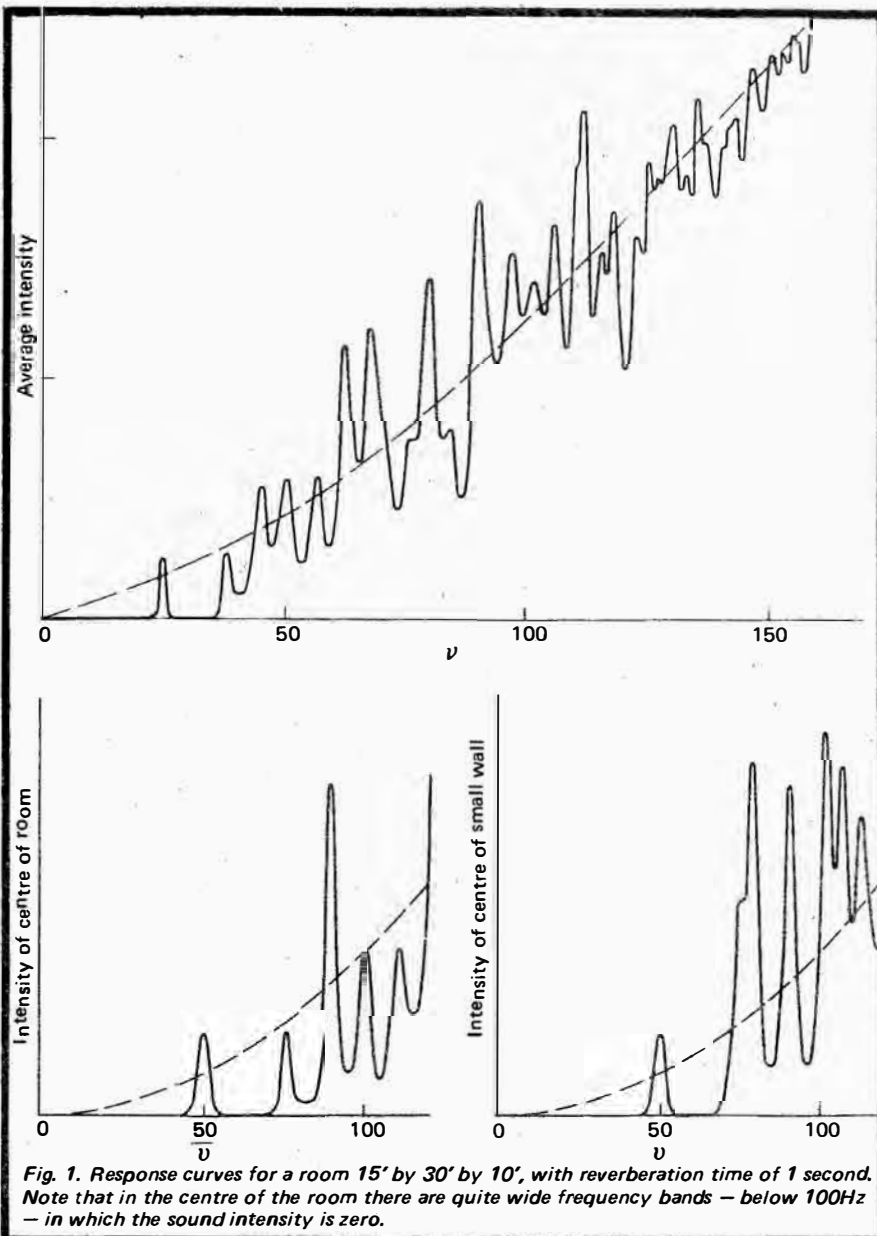 Average intensity
0 50 100 150
ν
Intensity of centre of room
0 50 100
υ
Intensity of centre of small wall
0 50 100
υ
Fig. 1. Response curves for a room 15' by 30' by 10', with reverberation time of 1 second.
Note that in the centre of the room there are quite wide frequency bands — below 100Hz
— in which the sound intensity is zero.